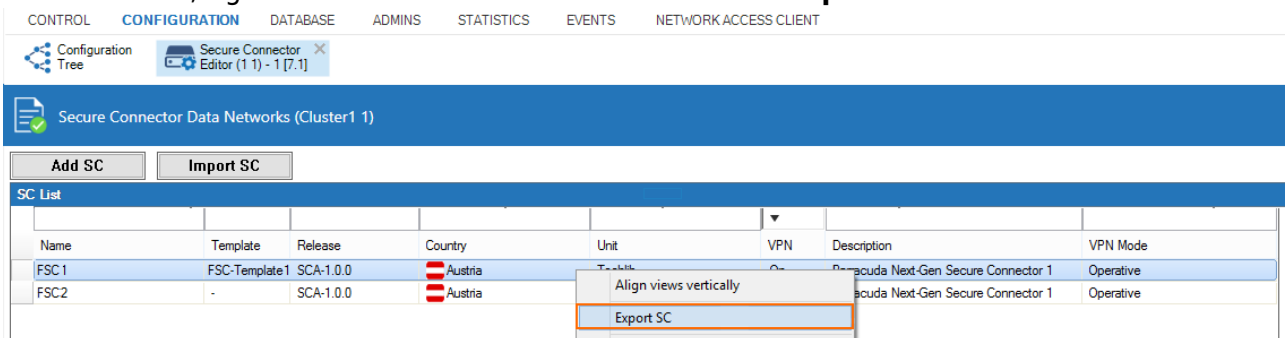 CONTROL CONFIGURATION DATABASE ADMINS STATISTICS EVENTS NETWORK ACCESS CLIENT
Configuration Tree
Secure Connector Editor (1 1) - 1 [7.1]
Secure Connector Data Networks (Cluster1 1)
Add SC Import SC
SC List
Name Template Release Country Unit VPN Description VPN Mode
FSC1 FSC-Template1 SCA-1.0.0 Austria Techlib On Barracuda Next-Gen Secure Connector 1 Operative
Align views vertically
FSC2 - SCA-1.0.0 Austria acuda Next-Gen Secure Connector 1 Operative
Export SC